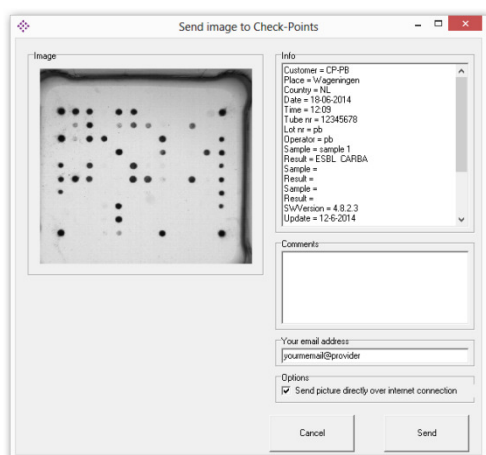 Send image to Check-Points
Image
Info
Customer = CP-PB
Place = Wageningen
Country = NL
Date = 18-06-2014
Time = 12:09
Tube nr = 12345678
Lot nr = pb
Operator = pb
Sample = sample 1
Result = ESBL CARBA
Sample =
Result =
Sample =
Result =
SWVersion = 4.8.2.3
Update = 12-6-2014
Comments
Your email address
yourmemail@provider
Options
Send picture directly over internet connection
Cancel
Send